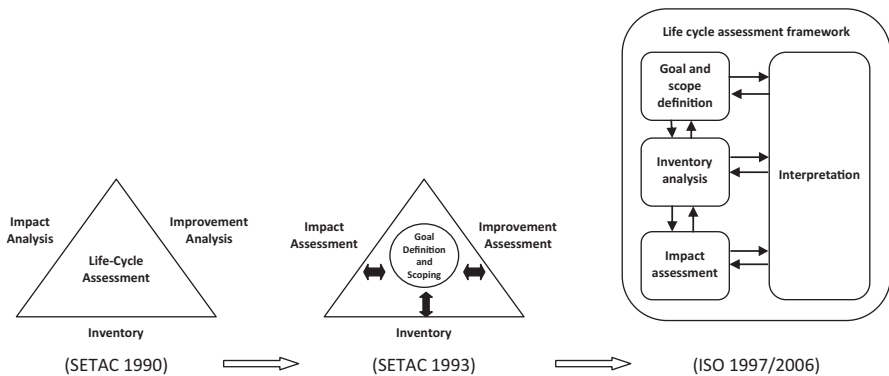 Impact
Analysis
Improvement
Analysis
Life-Cycle
Assessment
Inventory
(SETAC 1990)
Impact
Assessment
Improvement
Assessment
Goal
Definition
and
Scoping
Inventory
(SETAC 1993)
Life cycle assessment framework
Goal and
scope
definition
Inventory
analysis
Impact
assessment
Interpretation
(ISO 1997/2006)